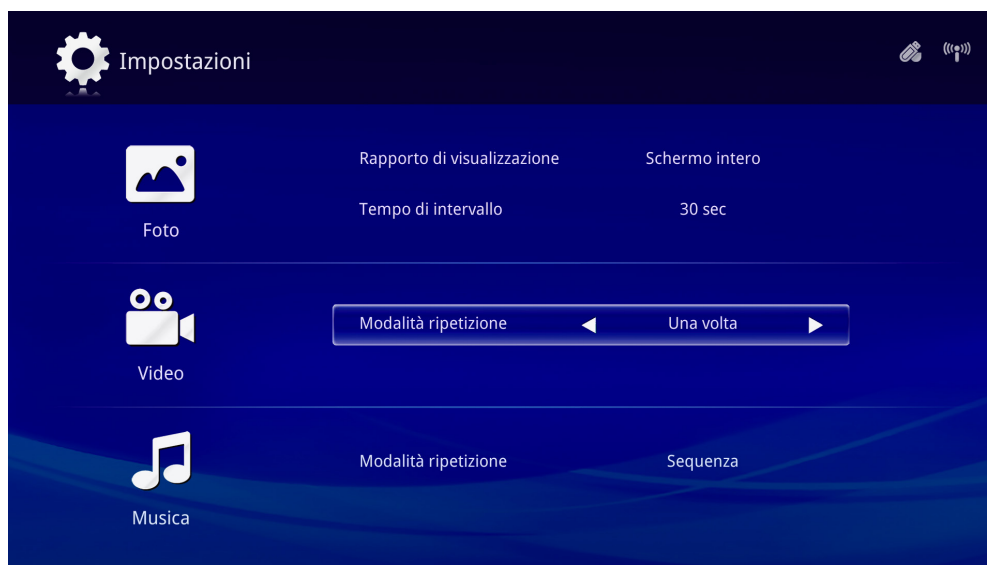 Impostazioni
Rapporto di visualizzazione Schermo intero
Tempo di intervallo 30 sec
Foto
Modalità ripetizione Una volta
Video
Modalità ripetizione Sequenza
Musica